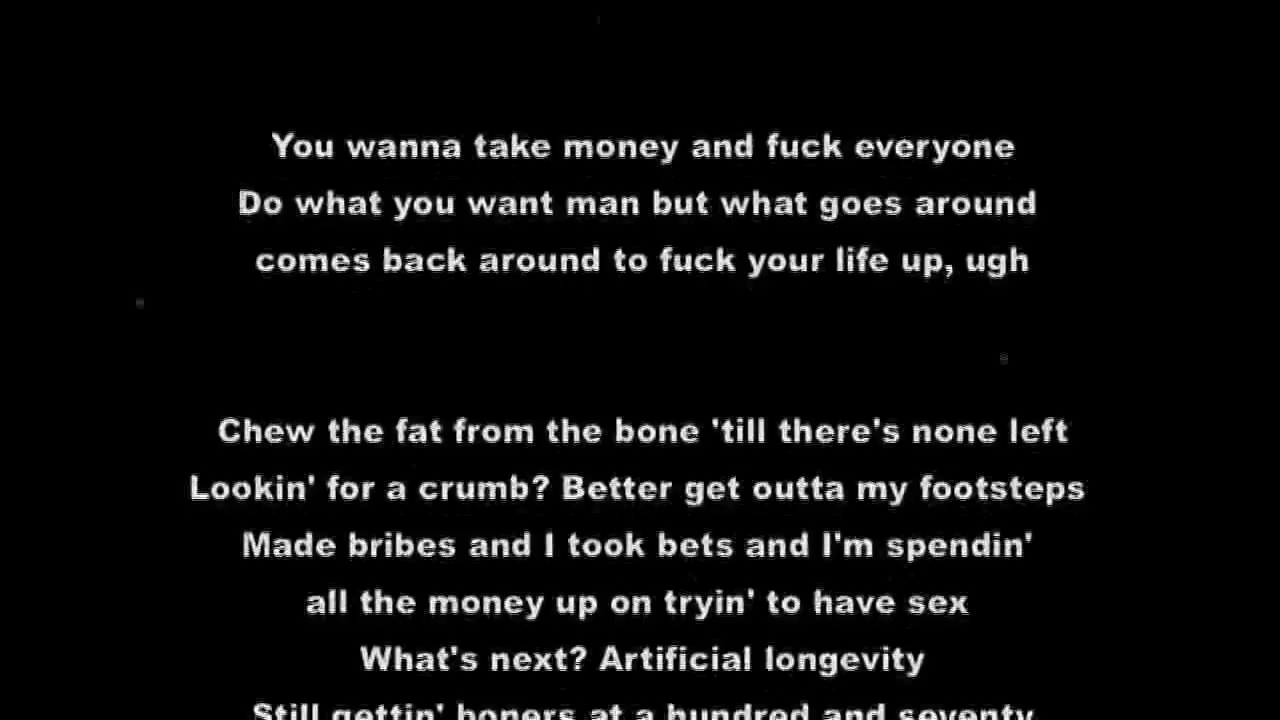 You wanna take money and fuck everyone
Do what you want man but what goes around
comes back around to fuck your life up, ugh
Chew the fat from the bone 'till there's none left
Lookin' for a crumb? Better get outta my footsteps
Made bribes and I took bets and I'm spendin'
all the money up on tryin' to have sex
What's next? Artificial longevity
Still gettin' boners at a hundred and seventy